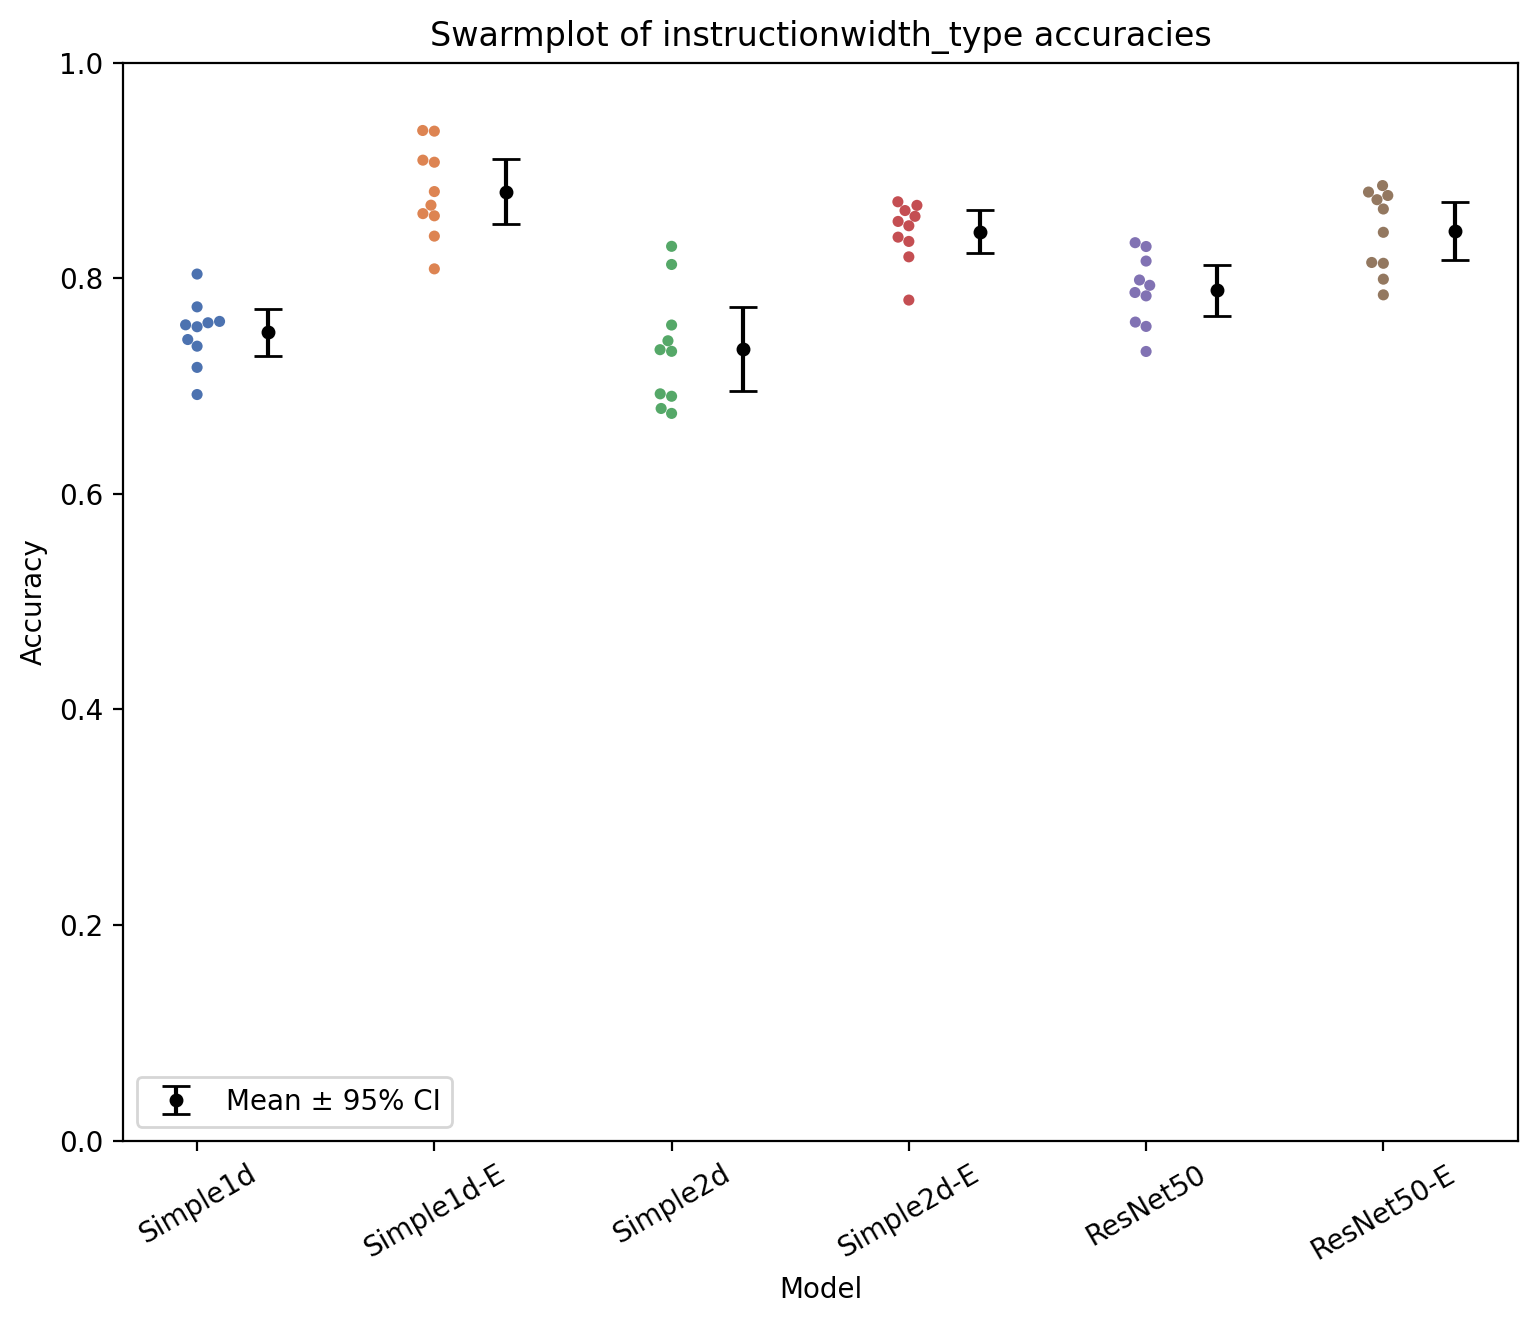 Swarmplot of instructionwidth_type accuracies
1.0
0.8
0.6
0.4
0.2
0.0
Accuracy
Mean ± 95% CI
Simple1d
Simple1d-E
Simple2d
Simple2d-E
ResNet50
ResNet50-E
Model